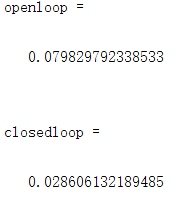 openloop =
0.079829792338533
closedloop =
0.028606132189485